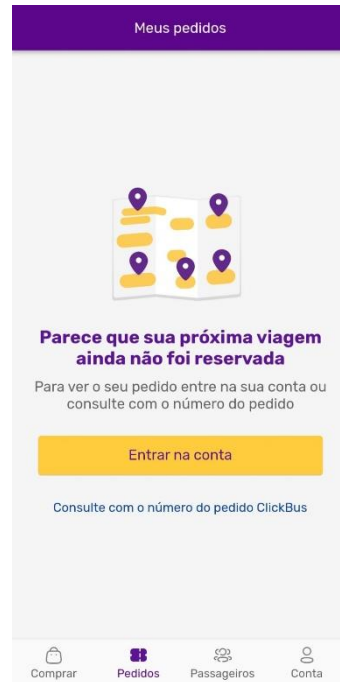 Meus pedidos
Parece que sua próxima viagem
ainda não foi reservada
Para ver o seu pedido entre na sua conta ou
consulte com o número do pedido
Entrar na conta
Consulte com o número do pedido ClickBus
Comprar
Pedidos
Passageiros
Conta